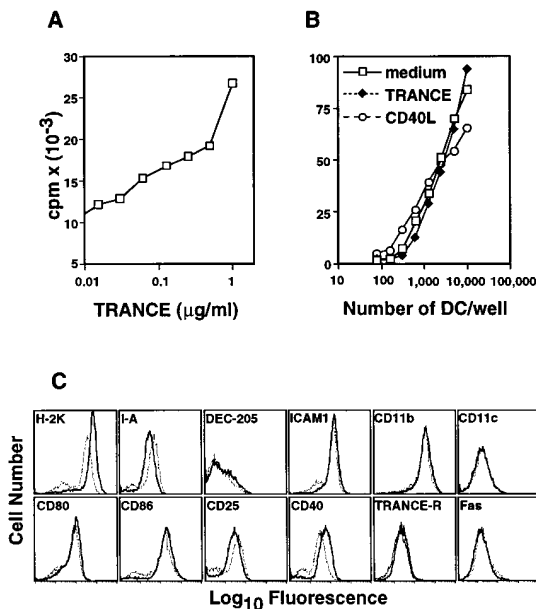 A
cpm x (10⁻³)
30
25
20
15
10
5
0.01
0.1
1
TRANCE (μg/ml)
B
100
75
50
25
0
medium
TRANCE
CD40L
10
100
1,000
10,000
100,000
Number of DC/well
C
Cell Number
H-2K
I-A
DEC-205
ICAM1
CD11b
CD11c
CD80
CD86
CD25
CD40
TRANCE-R
Fas
Log₁₀ Fluorescence